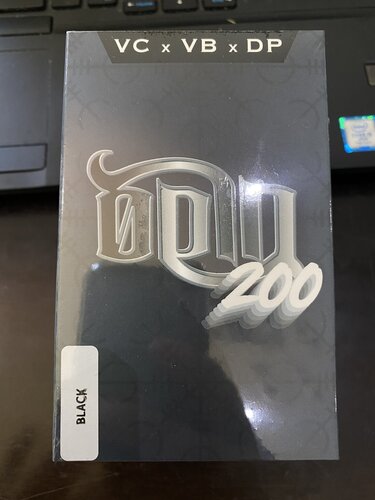 VC x VB x DP
ØDIN
200
BLACK